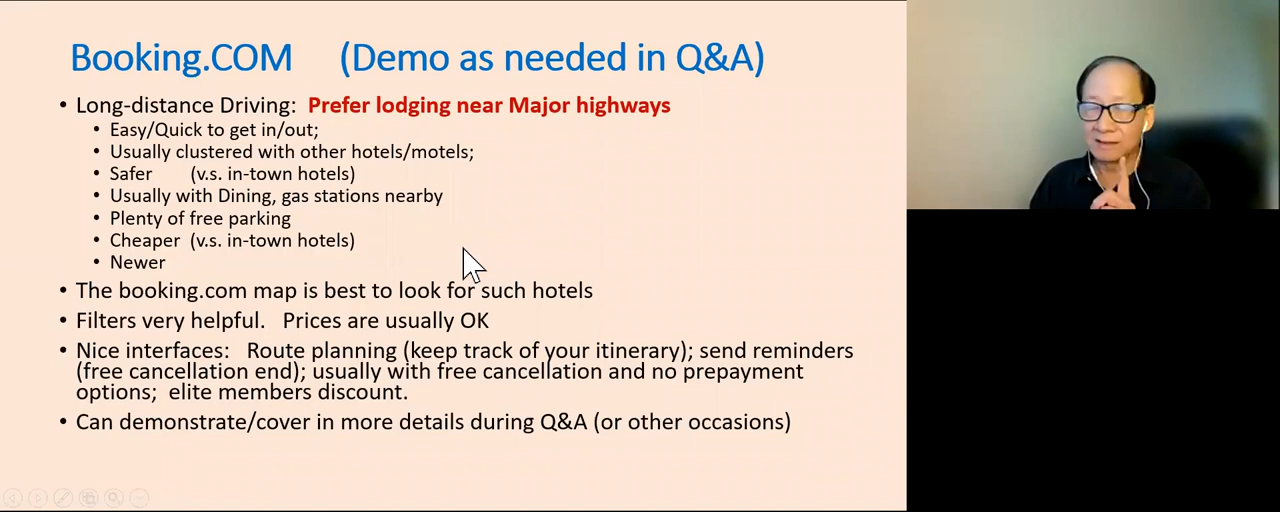 Booking.COM (Demo as needed in Q&A)
• Long-distance Driving: Prefer lodging near Major highways
• Easy/Quick to get in/out;
• Usually clustered with other hotels/motels;
• Safer (v.s. in-town hotels)
• Usually with Dining, gas stations nearby
• Plenty of free parking
• Cheaper (v.s. in-town hotels)
• Newer
• The booking.com map is best to look for such hotels
• Filters very helpful. Prices are usually OK
• Nice interfaces: Route planning (keep track of your itinerary); send reminders
(free cancellation end); usually with free cancellation and no prepayment
options; elite members discount.
• Can demonstrate/cover in more details during Q&A (or other occasions)